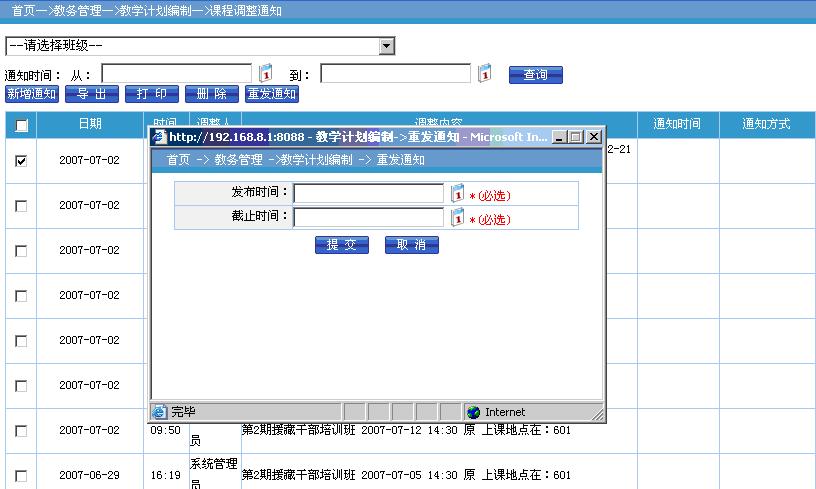 首页—>教务管理—>教学计划编制—>课程调整通知
--请选择班级--
通知时间： 从： 到： 查询
新增通知 导 出 打 印 删 除 重发通知
日期 时间 调整人 调整内容 通知时间 通知方式
http://192.168.8.1:8088 - 教学计划编制->重发通知 - Microsoft In...
2-21
2007-07-02
首页 -> 教务管理 ->教学计划编制 -> 重发通知
发布时间： *(必选)
2007-07-02
截止时间： *(必选)
提 交 取 消
2007-07-02
2007-07-02
2007-07-02
2007-07-02
完毕 Internet
2007-07-02 09:50 员 第2期援藏干部培训班 2007-07-12 14:30 原 上课地点在：601
2007-06-29 16:19 系统管理员 第2期援藏干部培训班 2007-07-05 14:30 原 上课地点在：601